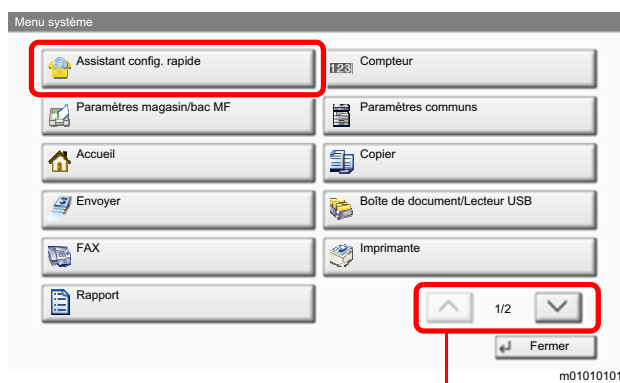 Menu système
Assistant config. rapide
123 Compteur
Paramètres magasin/bac MF
Paramètres communs
Accueil
Copier
Envoyer
Boîte de document/Lecteur USB
FAX
Imprimante
Rapport
1/2
Fermer
m01010101